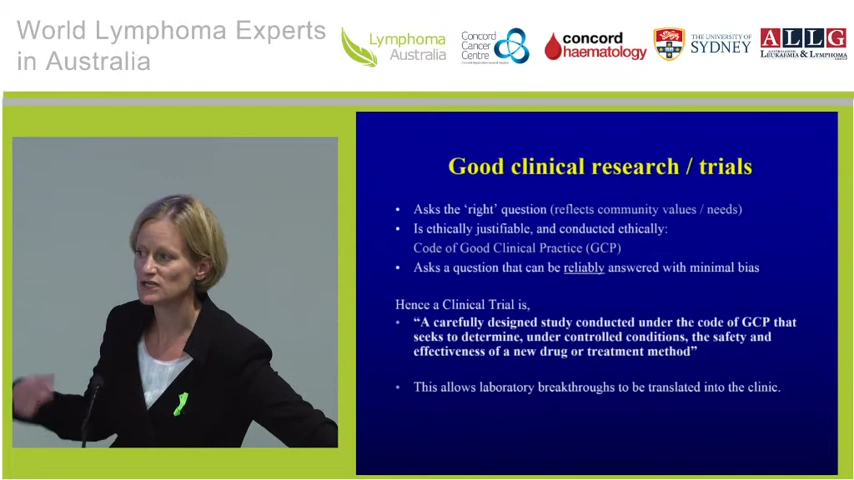 World Lymphoma Experts
in Australia
Lymphoma
Australia
Concord
Cancer
Centre
concord
haematology
THE UNIVERSITY OF
SYDNEY
ALLG
LEUKAEMIA & LYMPHOMA
Good clinical research / trials
• Asks the ‘right’ question (reflects community values / needs)
• Is ethically justifiable, and conducted ethically:
Code of Good Clinical Practice (GCP)
• Asks a question that can be reliably answered with minimal bias
Hence a Clinical Trial is,
• “A carefully designed study conducted under the code of GCP that
seeks to determine, under controlled conditions, the safety and
effectiveness of a new drug or treatment method”
• This allows laboratory breakthroughs to be translated into the clinic.